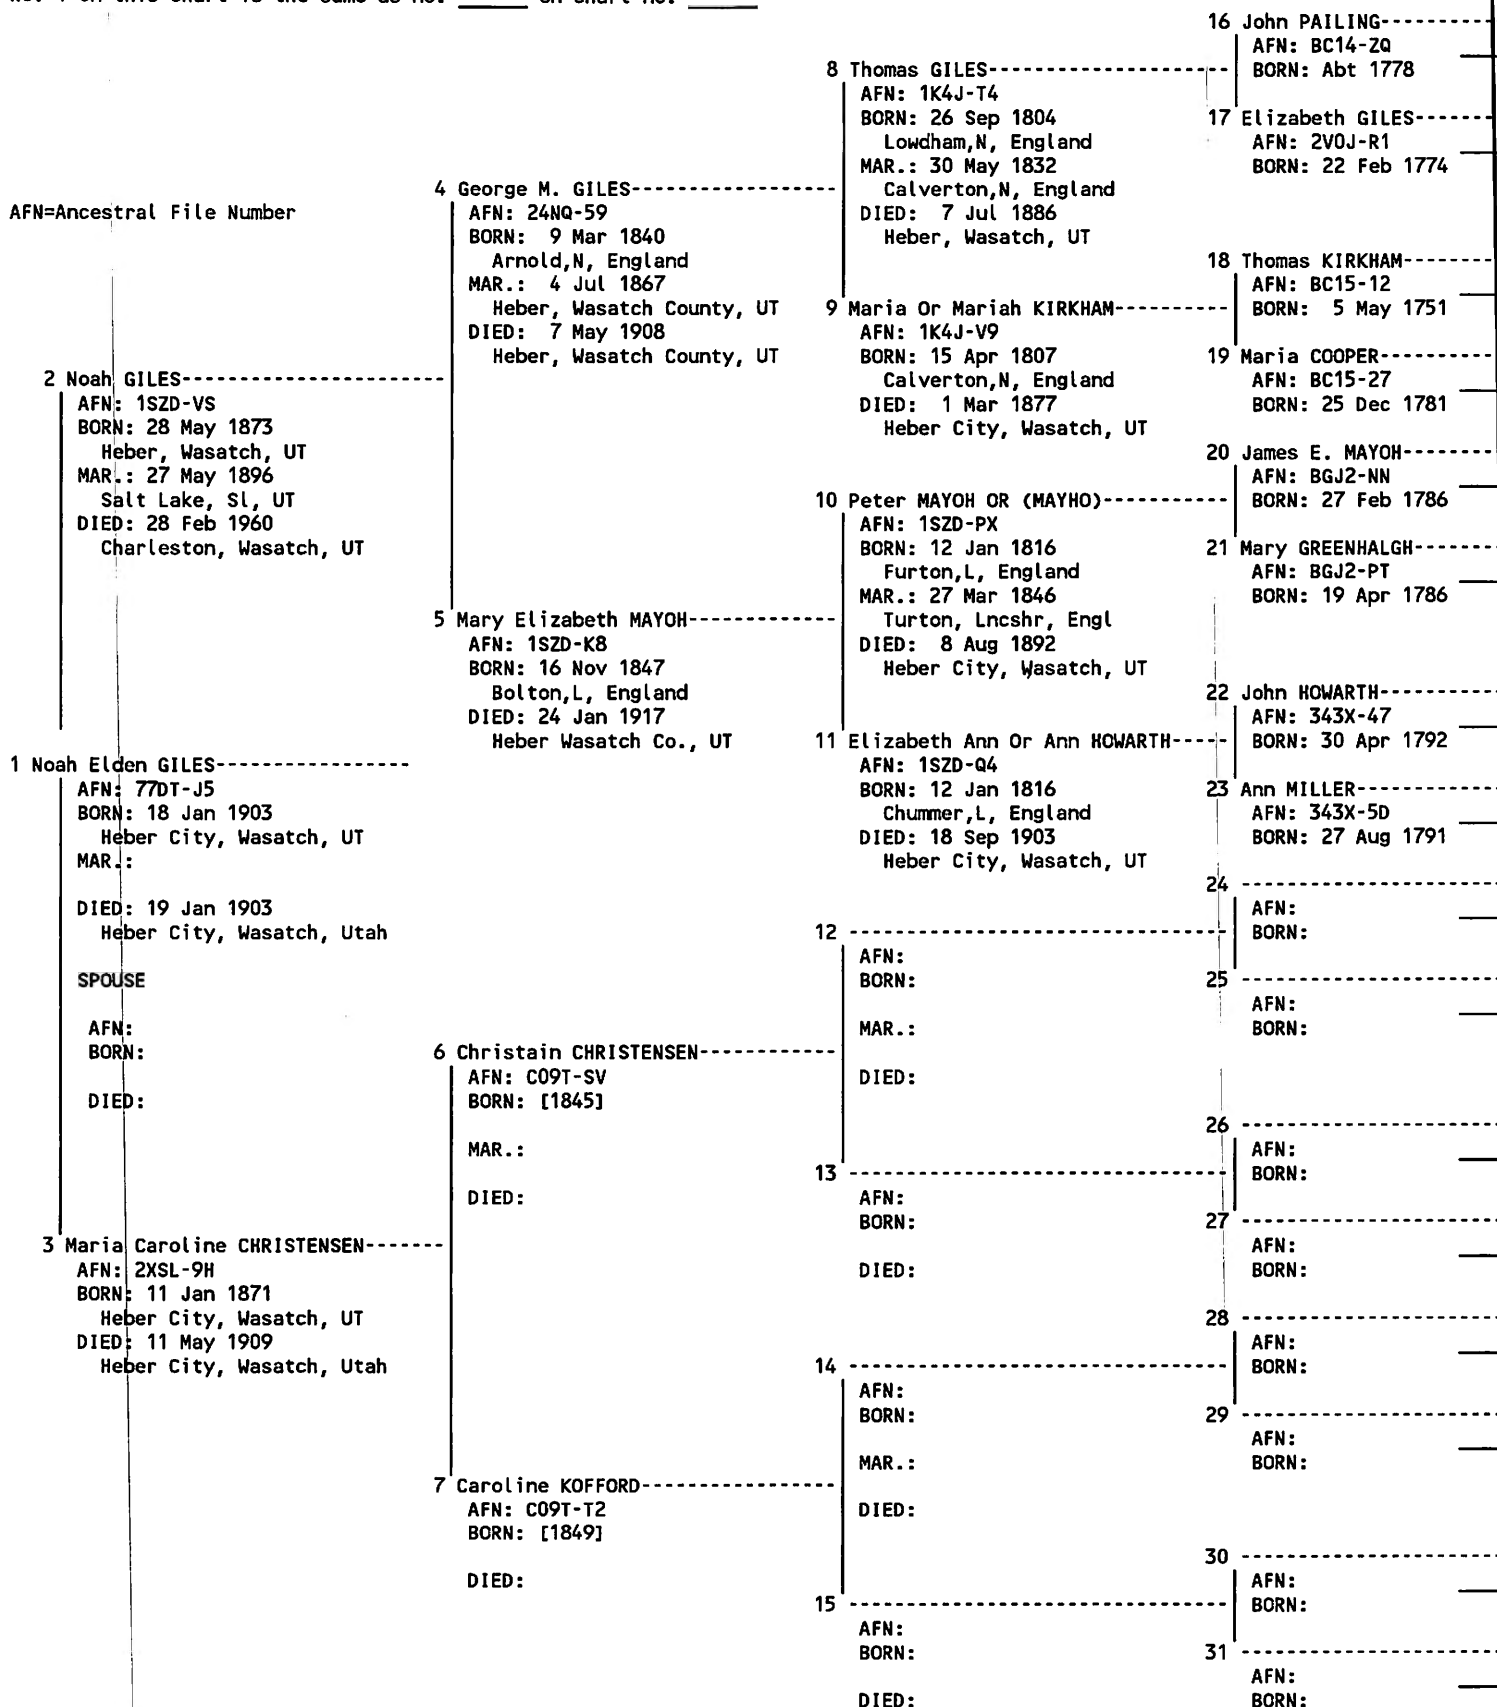 AFN=Ancestral File Number
1 Noah Elden GILES
AFN: 77DT-J5
BORN: 18 Jan 1903
Heber City, Wasatch, UT
MAR.:
DIED: 19 Jan 1903
Heber City, Wasatch, Utah
SPOUSE
AFN:
BORN:
DIED:
2 Noah GILES
AFN: 1SZD-VS
BORN: 28 May 1873
Heber, Wasatch, UT
MAR.: 27 May 1896
Salt Lake, Sl, UT
DIED: 28 Feb 1960
Charleston, Wasatch, UT
3 Maria Caroline CHRISTENSEN
AFN: 2XSL-9H
BORN: 11 Jan 1871
Heber City, Wasatch, UT
DIED: 11 May 1909
Heber City, Wasatch, Utah
4 George M. GILES
AFN: 24NQ-59
BORN: 9 Mar 1840
Arnold,N, England
MAR.: 4 Jul 1867
Heber, Wasatch County, UT
DIED: 7 May 1908
Heber, Wasatch County, UT
5 Mary Elizabeth MAYOH
AFN: 1SZD-K8
BORN: 16 Nov 1847
Bolton,L, England
DIED: 24 Jan 1917
Heber Wasatch Co., UT
6 Christain CHRISTENSEN
AFN: C09T-SV
BORN: [1845]
MAR.:
DIED:
7 Caroline KOFFORD
AFN: C09T-T2
BORN: [1849]
DIED:
8 Thomas GILES
AFN: 1K4J-T4
BORN: 26 Sep 1804
Lowdham,N, England
MAR.: 30 May 1832
Calverton,N, England
DIED: 7 Jul 1886
Heber, Wasatch, UT
9 Maria Or Mariah KIRKHAM
AFN: 1K4J-V9
BORN: 15 Apr 1807
Calverton,N, England
DIED: 1 Mar 1877
Heber City, Wasatch, UT
10 Peter MAYOH OR (MAYHO)
AFN: 1SZD-PX
BORN: 12 Jan 1816
Furton,L, England
MAR.: 27 Mar 1846
Turton, Lncshr, Engl
DIED: 8 Aug 1892
Heber City, Wasatch, UT
11 Elizabeth Ann Or Ann HOWARTH
AFN: 1SZD-Q4
BORN: 12 Jan 1816
Chummer,L, England
DIED: 18 Sep 1903
Heber City, Wasatch, UT
12
AFN:
BORN:
MAR.:
DIED:
13
AFN:
BORN:
DIED:
14
AFN:
BORN:
MAR.:
DIED:
15
AFN:
BORN:
DIED:
16 John PAILING
AFN: BC14-ZQ
BORN: Abt 1778
17 Elizabeth GILES
AFN: 2V0J-R1
BORN: 22 Feb 1774
18 Thomas KIRKHAM
AFN: BC15-12
BORN: 5 May 1751
19 Maria COOPER
AFN: BC15-27
BORN: 25 Dec 1781
20 James E. MAYOH
AFN: BGJ2-NN
BORN: 27 Feb 1786
21 Mary GREENHALGH
AFN: BGJ2-PT
BORN: 19 Apr 1786
22 John HOWARTH
AFN: 343X-47
BORN: 30 Apr 1792
23 Ann MILLER
AFN: 343X-5D
BORN: 27 Aug 1791
24
AFN:
BORN:
25
AFN:
BORN:
26
AFN:
BORN:
27
AFN:
BORN:
28
AFN:
BORN:
29
AFN:
BORN:
30
AFN:
BORN:
31
AFN:
BORN: